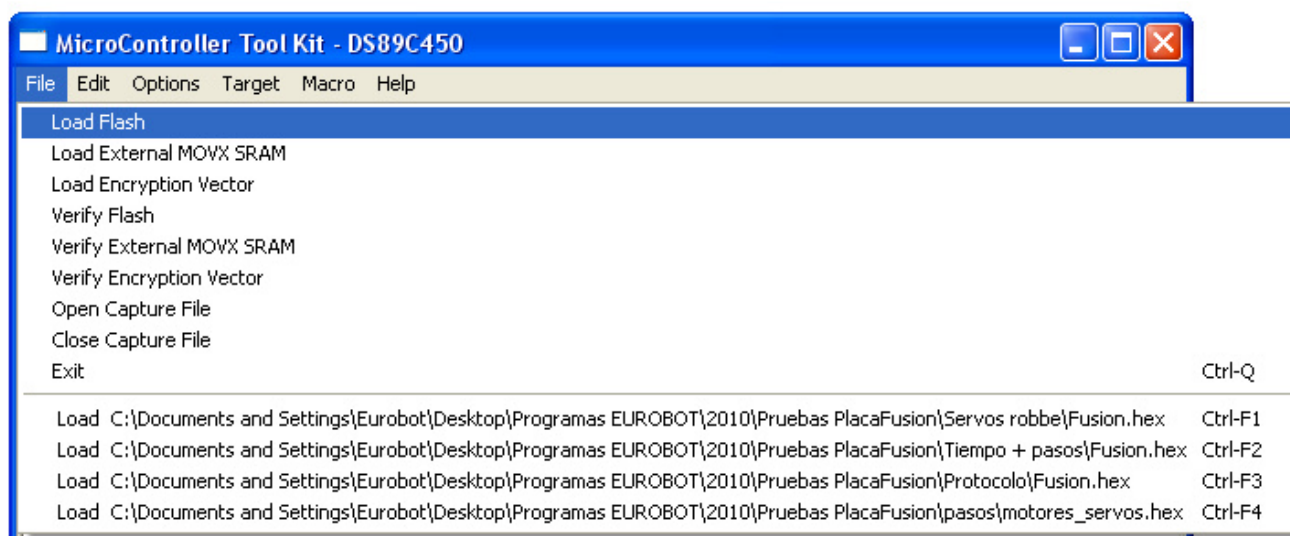 MicroController Tool Kit - DS89C450
File Edit Options Target Macro Help
Load Flash
Load External MOVX SRAM
Load Encryption Vector
Verify Flash
Verify External MOVX SRAM
Verify Encryption Vector
Open Capture File
Close Capture File
Exit Ctrl-Q
Load C:\Documents and Settings\Eurobot\Desktop\Programas EUROBOT\2010\Pruebas PlacaFusion\Servos robbe\Fusion.hex Ctrl-F1
Load C:\Documents and Settings\Eurobot\Desktop\Programas EUROBOT\2010\Pruebas PlacaFusion\Tiempo + pasos\Fusion.hex Ctrl-F2
Load C:\Documents and Settings\Eurobot\Desktop\Programas EUROBOT\2010\Pruebas PlacaFusion\Protocolo\Fusion.hex Ctrl-F3
Load C:\Documents and Settings\Eurobot\Desktop\Programas EUROBOT\2010\Pruebas PlacaFusion\pasos\motores_servos.hex Ctrl-F4